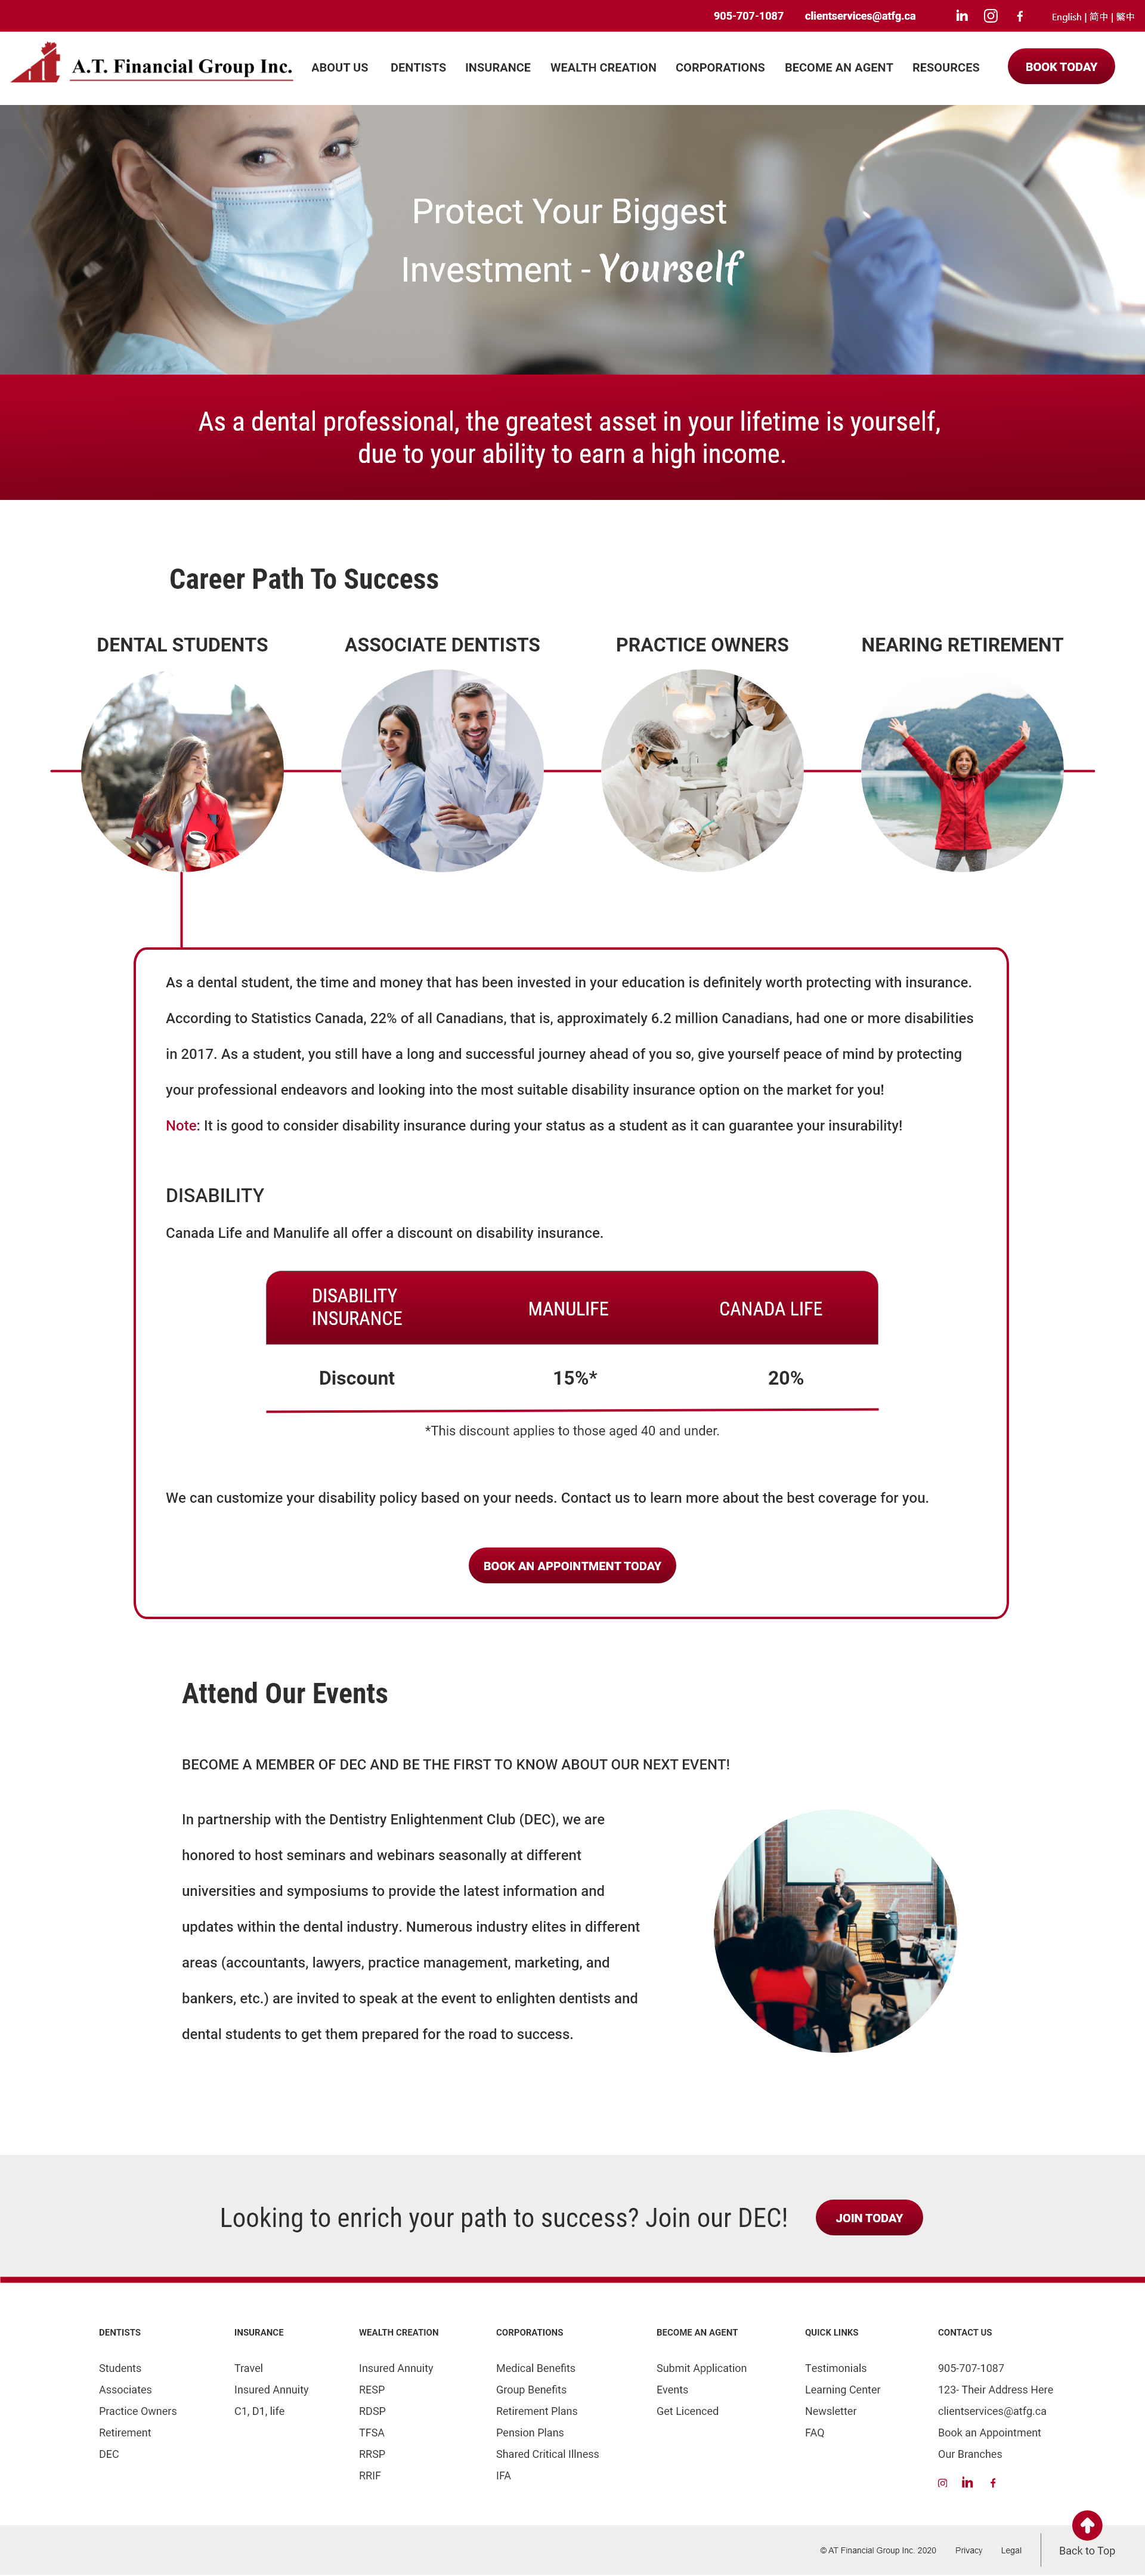 905-707-1087 clientservices@atfg.ca English | 简中 | 繁中
A.T. Financial Group Inc. ABOUT US DENTISTS INSURANCE WEALTH CREATION CORPORATIONS BECOME AN AGENT RESOURCES BOOK TODAY
Protect Your Biggest
Investment - Yourself
As a dental professional, the greatest asset in your lifetime is yourself,
due to your ability to earn a high income.
Career Path To Success
DENTAL STUDENTS ASSOCIATE DENTISTS PRACTICE OWNERS NEARING RETIREMENT
As a dental student, the time and money that has been invested in your education is definitely worth protecting with insurance.
According to Statistics Canada, 22% of all Canadians, that is, approximately 6.2 million Canadians, had one or more disabilities
in 2017. As a student, you still have a long and successful journey ahead of you so, give yourself peace of mind by protecting
your professional endeavors and looking into the most suitable disability insurance option on the market for you!
Note: It is good to consider disability insurance during your status as a student as it can guarantee your insurability!
DISABILITY
Canada Life and Manulife all offer a discount on disability insurance.
DISABILITY
INSURANCE
MANULIFE CANADA LIFE
Discount 15%* 20%
*This discount applies to those aged 40 and under.
We can customize your disability policy based on your needs. Contact us to learn more about the best coverage for you.
BOOK AN APPOINTMENT TODAY
Attend Our Events
BECOME A MEMBER OF DEC AND BE THE FIRST TO KNOW ABOUT OUR NEXT EVENT!
In partnership with the Dentistry Enlightenment Club (DEC), we are
honored to host seminars and webinars seasonally at different
universities and symposiums to provide the latest information and
updates within the dental industry. Numerous industry elites in different
areas (accountants, lawyers, practice management, marketing, and
bankers, etc.) are invited to speak at the event to enlighten dentists and
dental students to get them prepared for the road to success.
Looking to enrich your path to success? Join our DEC! JOIN TODAY
DENTISTS
Students
Associates
Practice Owners
Retirement
DEC
INSURANCE
Travel
Insured Annuity
C1, D1, life
WEALTH CREATION
Insured Annuity
RESP
RDSP
TFSA
RRSP
RRIF
CORPORATIONS
Medical Benefits
Group Benefits
Retirement Plans
Pension Plans
Shared Critical Illness
IFA
BECOME AN AGENT
Submit Application
Events
Get Licenced
QUICK LINKS
Testimonials
Learning Center
Newsletter
FAQ
CONTACT US
905-707-1087
123- Their Address Here
clientservices@atfg.ca
Book an Appointment
Our Branches
© AT Financial Group Inc. 2020 Privacy Legal Back to Top